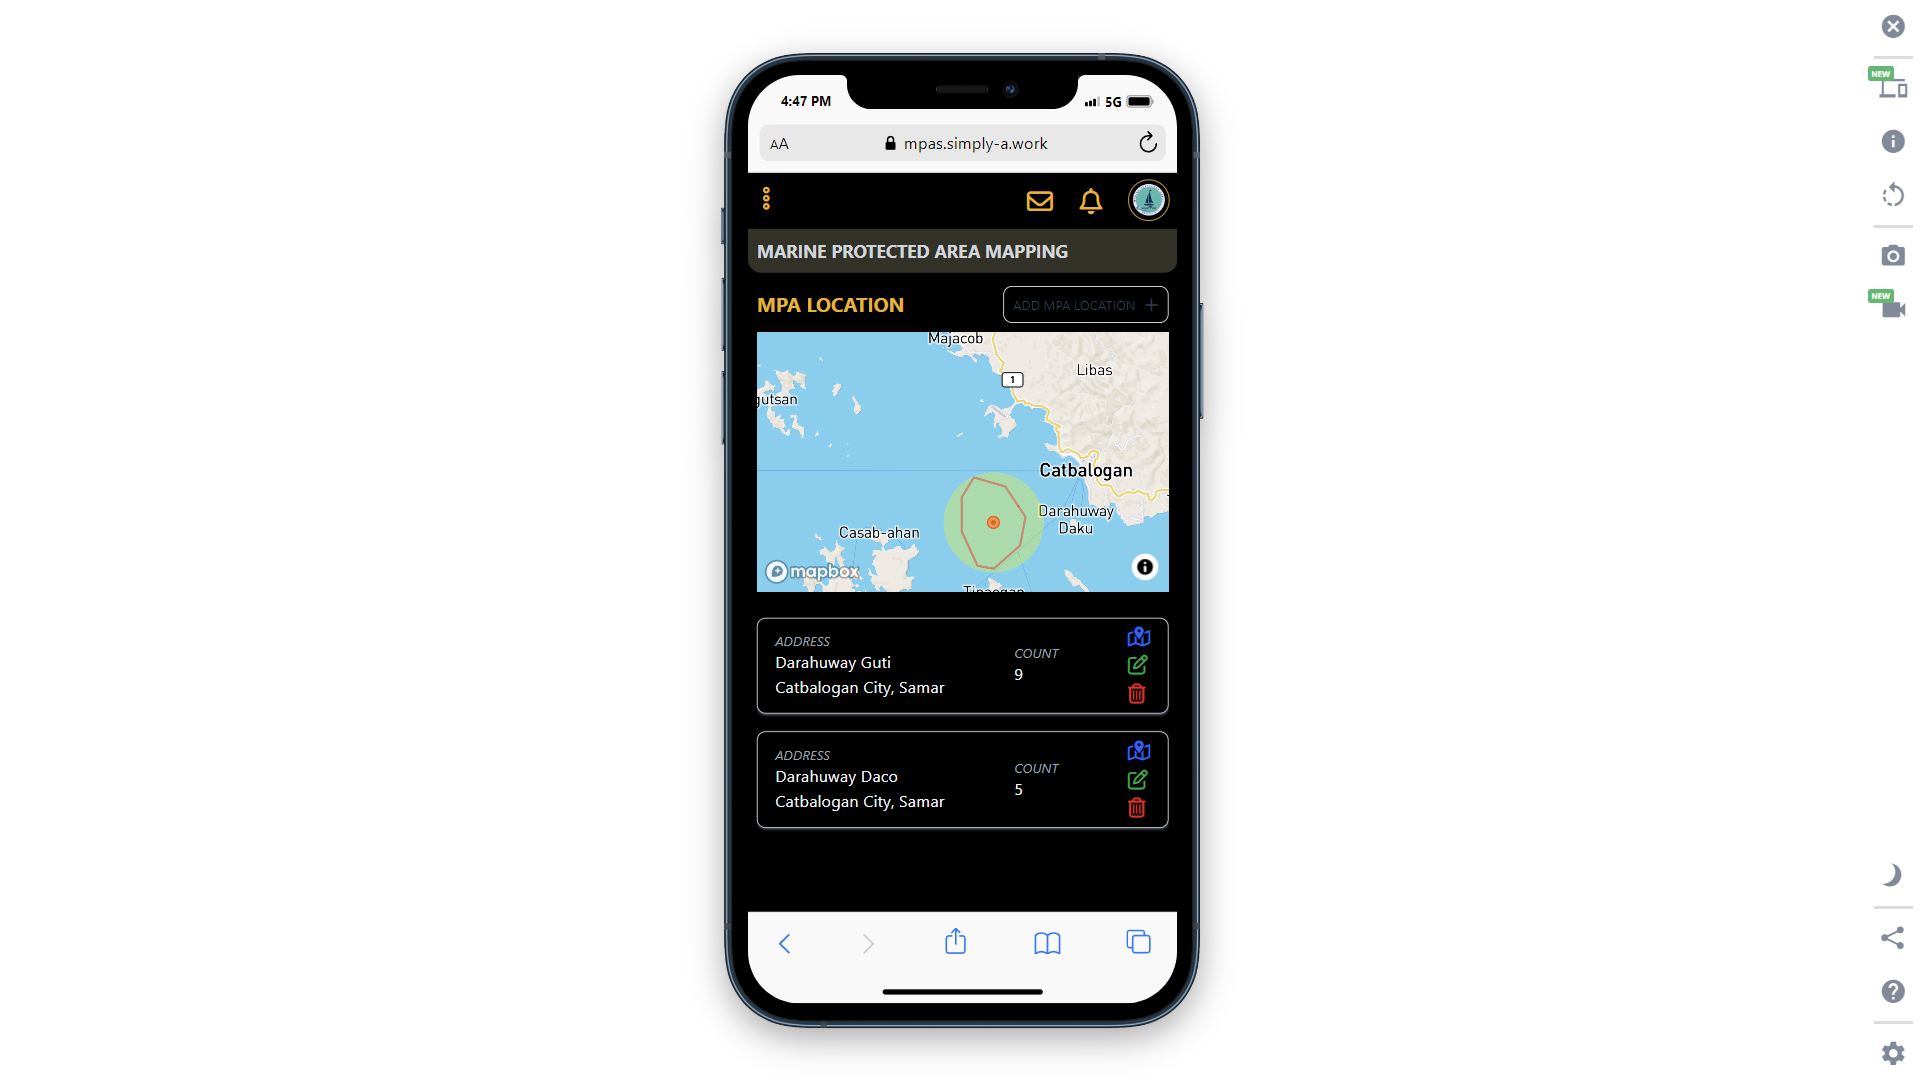 NEW
NEW
4:47 PM
5G
AA
mpas.simply-a.work
MARINE PROTECTED AREA MAPPING
MPA LOCATION
ADD MPA LOCATION +
Majacob
Libas
1
gutsan
Catbalogan
Darahuway
Daku
Casab-ahan
mapbox
ADDRESS
Darahuway Guti
Catbalogan City, Samar
COUNT
9
ADDRESS
Darahuway Daco
Catbalogan City, Samar
COUNT
5